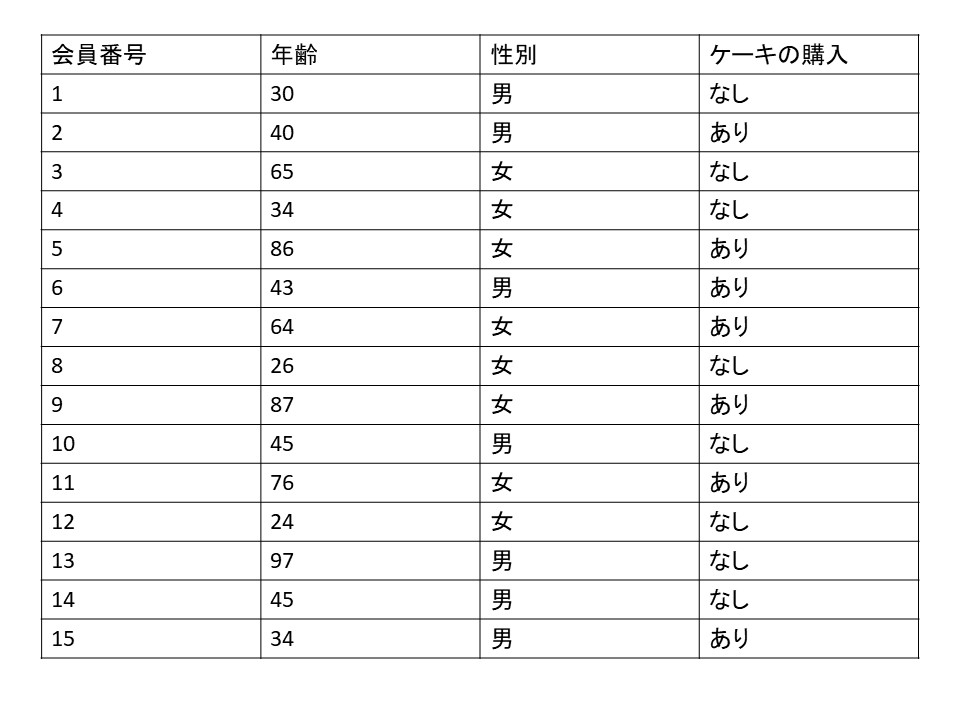 会員番号 年齢 性別 ケーキの購入
1 30 男 なし
2 40 男 あり
3 65 女 なし
4 34 女 なし
5 86 女 あり
6 43 男 あり
7 64 女 あり
8 26 女 なし
9 87 女 あり
10 45 男 なし
11 76 女 あり
12 24 女 なし
13 97 男 なし
14 45 男 なし
15 34 男 あり